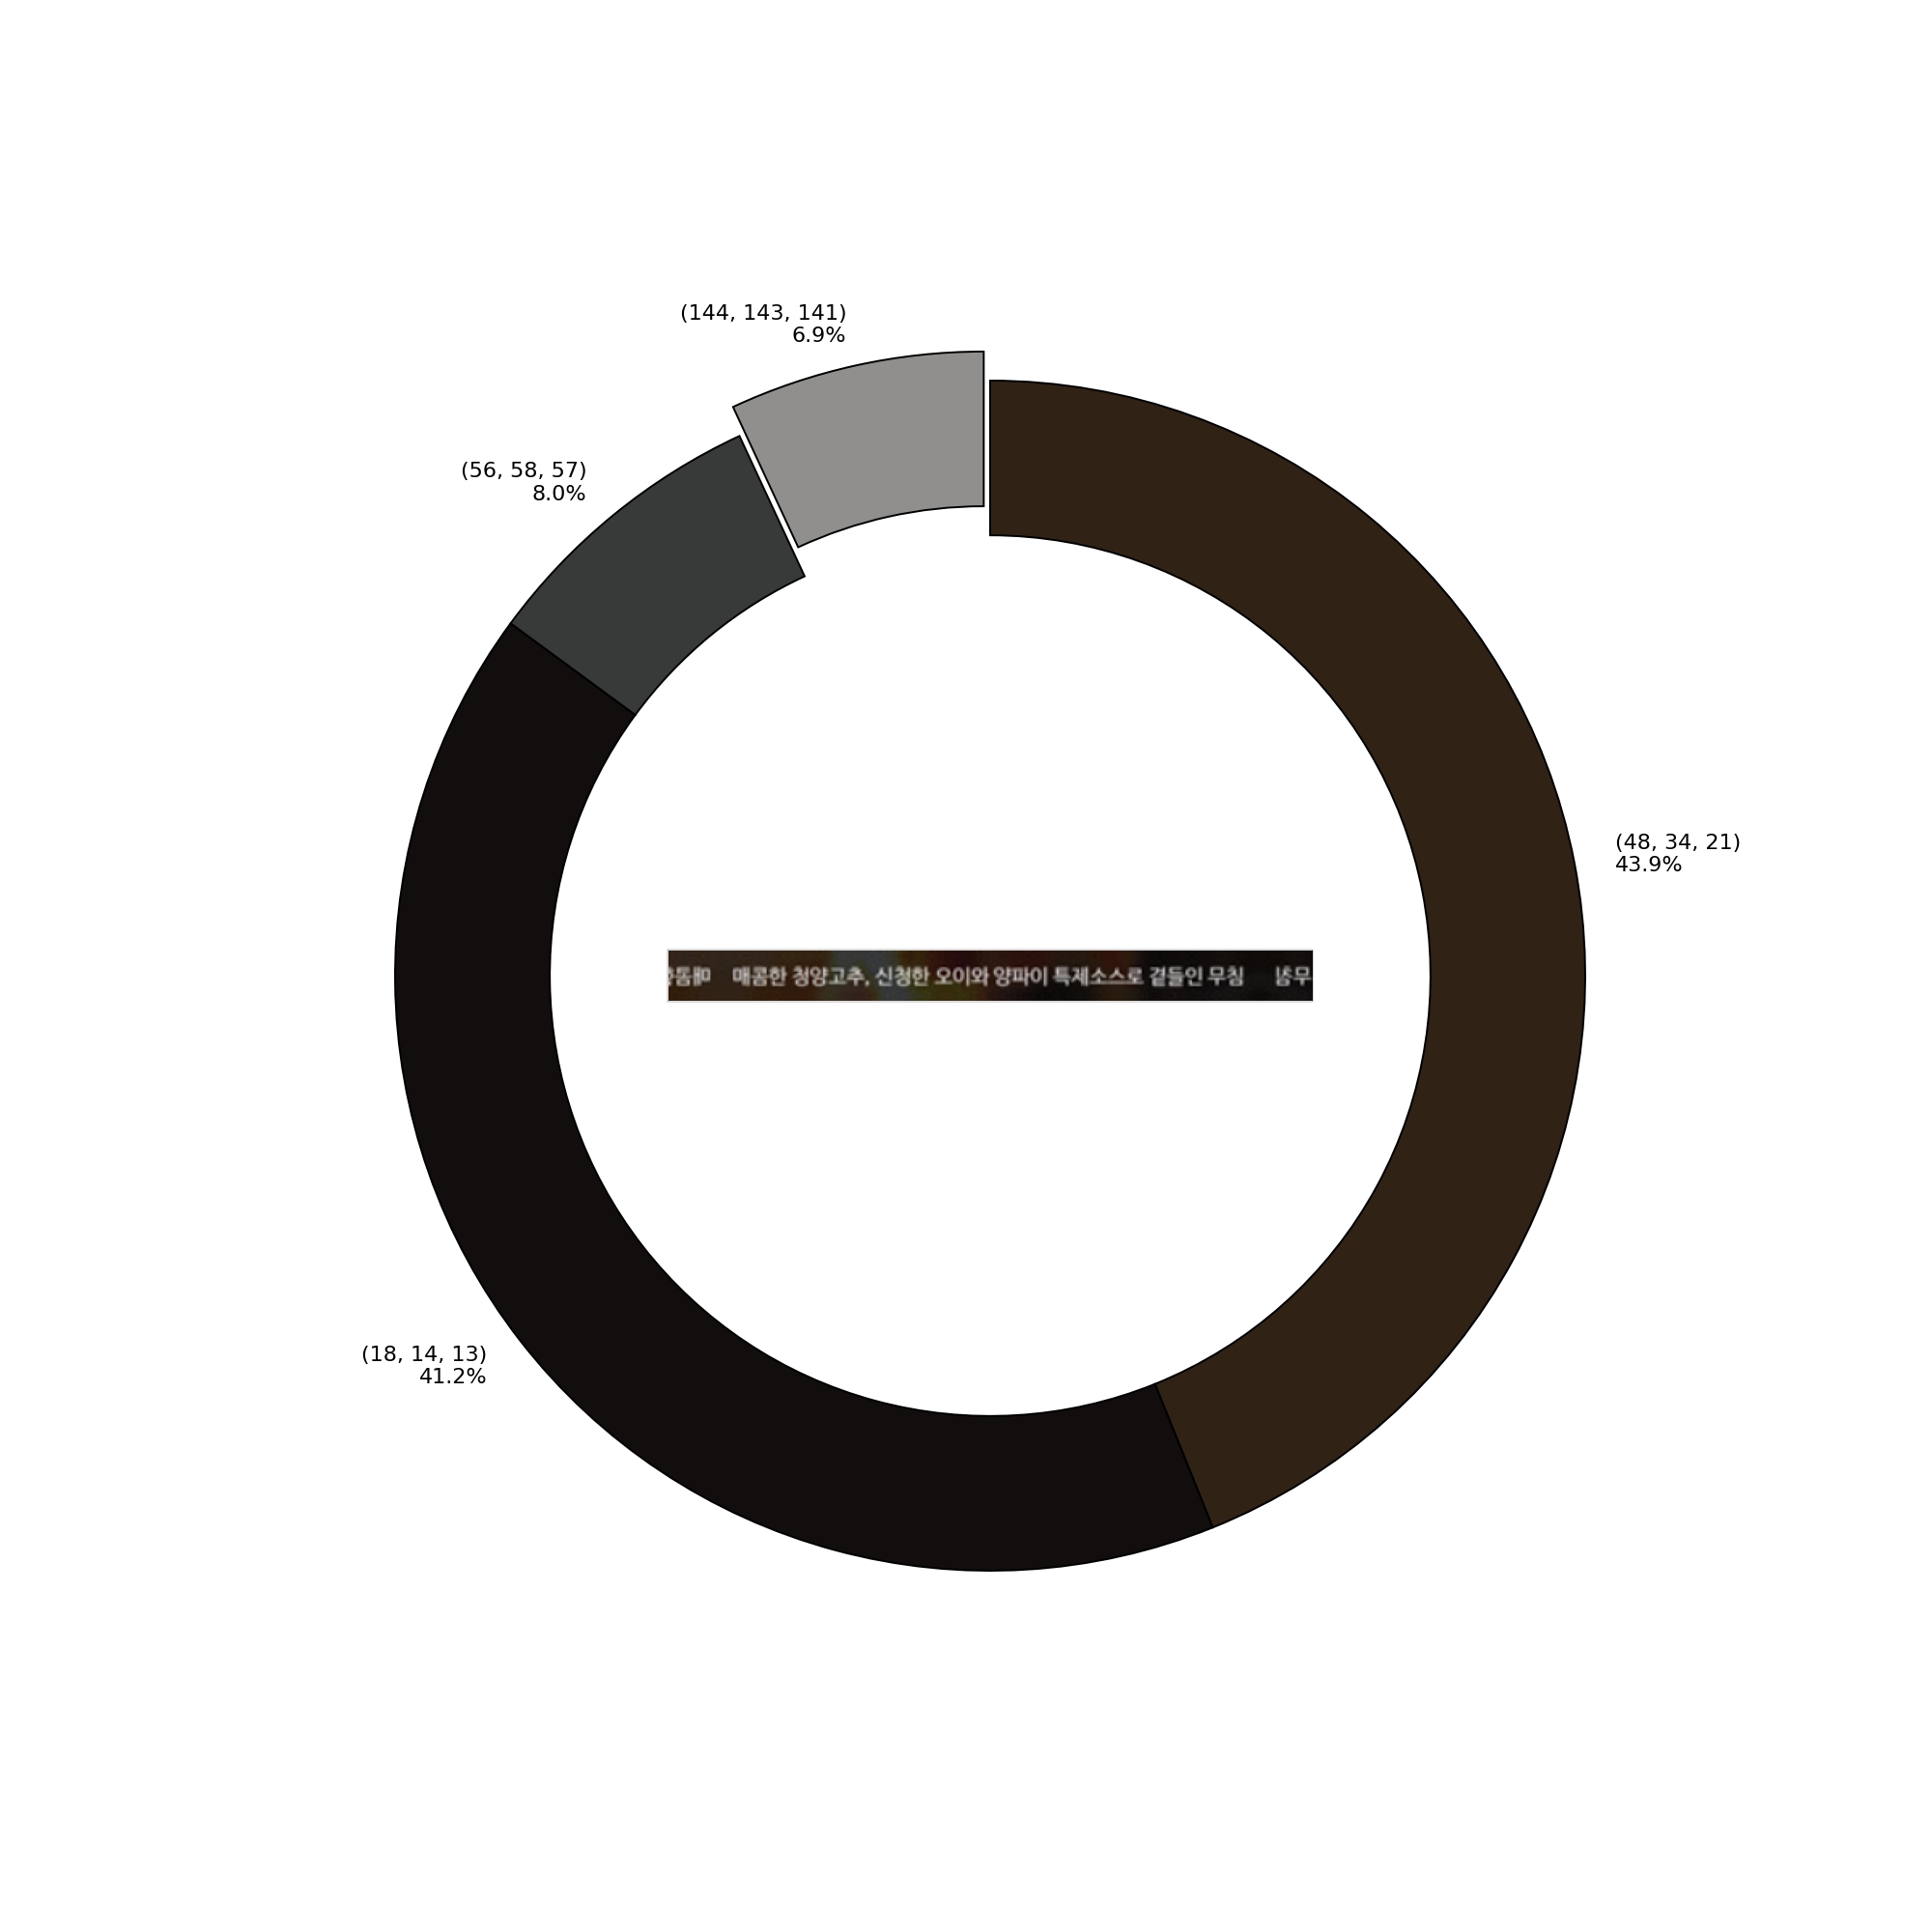 (144, 143, 141)
6.9%
(56, 58, 57)
8.0%
(48, 34, 21)
43.9%
매콤한 청양고추, 신청한 오이와 양파이 특제소스로 곁들인 무침
(18, 14, 13)
41.2%